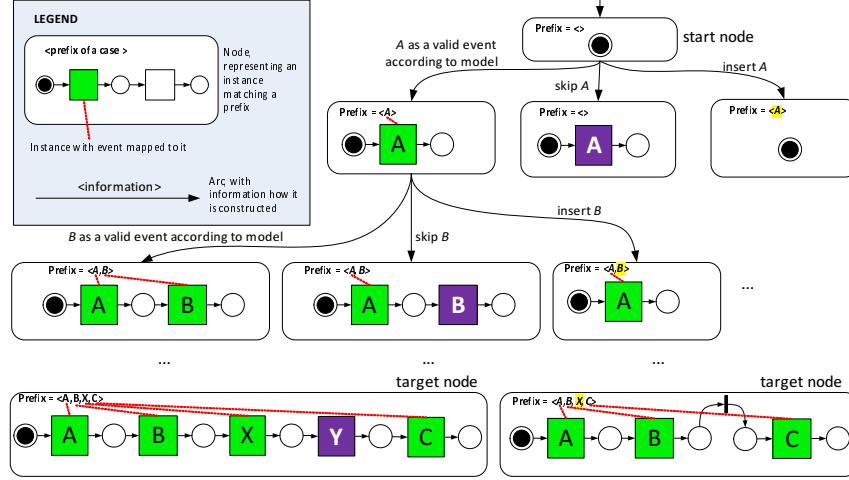 LEGEND
<prefix of a case >
Node,
representing an
instance
matching a
prefix
Instance with event mapped to it
<information>
Arc, with
information how it
is constructed
Prefix = <>
start node
A as a valid event
according to model
skip A
insert A
Prefix = <A>
A
Prefix = <>
A
Prefix = <A>
B as a valid event according to model
skip B
insert B
Prefix = <A,B>
A
B
Prefix = <A,B>
A
B
Prefix = <A,B>
A
...
...
...
...
target node
Prefix = <A,B,X,C>
A
B
X
Y
C
target node
Prefix = <A,B,X,C>
A
B
C